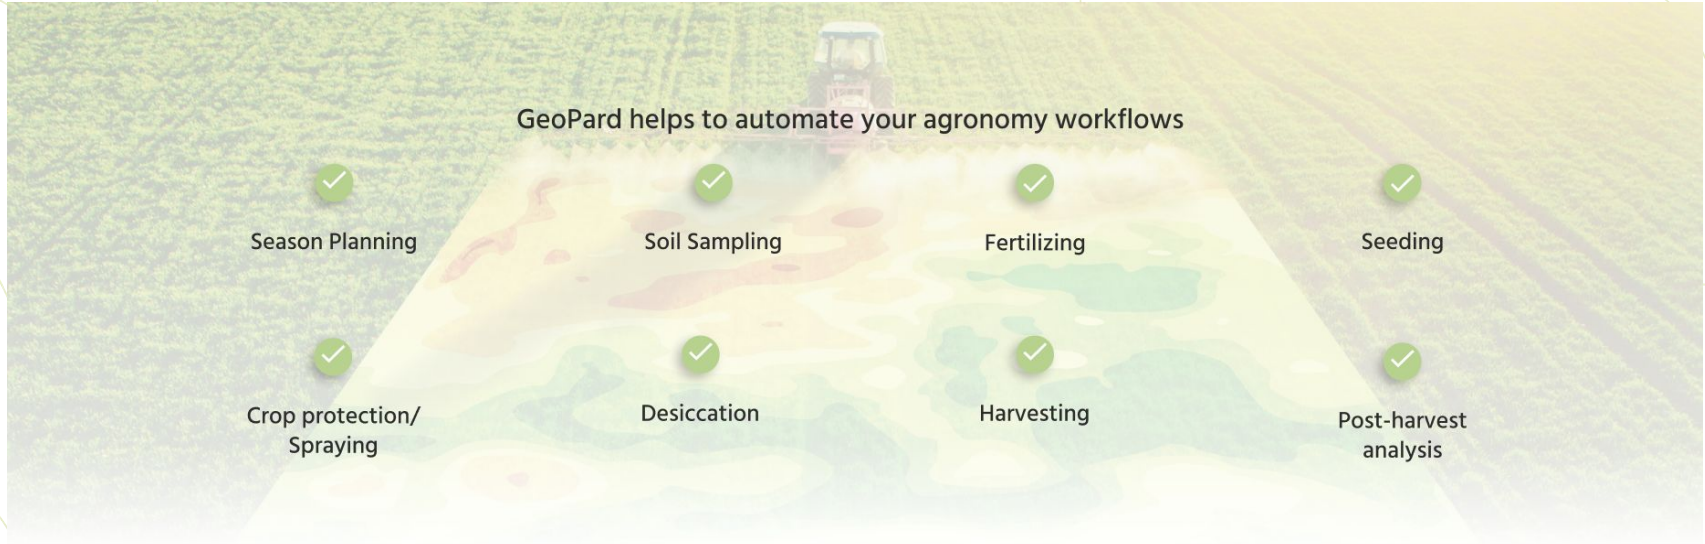 GeoPard helps to automate your agronomy workflows
Season Planning
Soil Sampling
Fertilizing
Seeding
Crop protection/
Spraying
Desiccation
Harvesting
Post-harvest
analysis